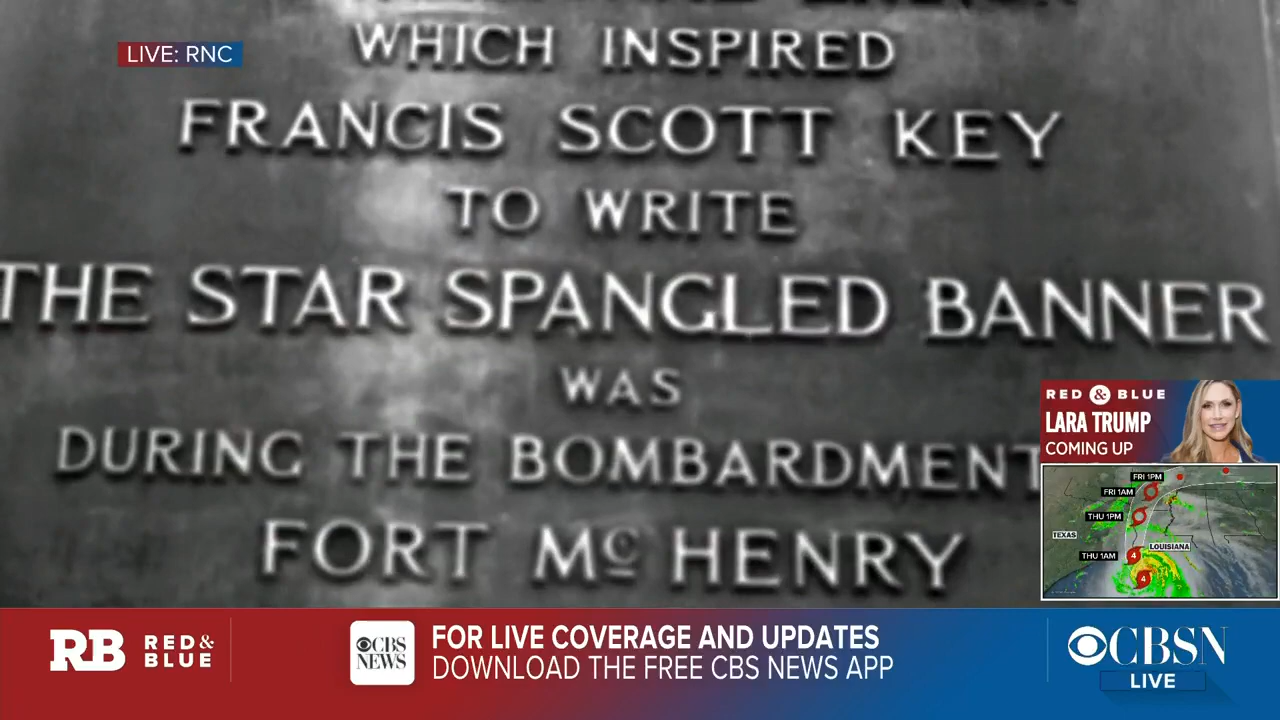 LIVE: RNC
WHICH INSPIRED
FRANCIS SCOTT KEY
TO WRITE
THE STAR SPANGLED BANNER
WAS
DURING THE BOMBARDMENT
FORT McHENRY
RED & BLUE
LARA TRUMP
COMING UP
FRI 1PM
FRI 1AM
THU 1PM
TEXAS
LOUISIANA
THU 1AM
4
4
RB RED & BLUE
CBS NEWS
FOR LIVE COVERAGE AND UPDATES
DOWNLOAD THE FREE CBS NEWS APP
CBSN
LIVE